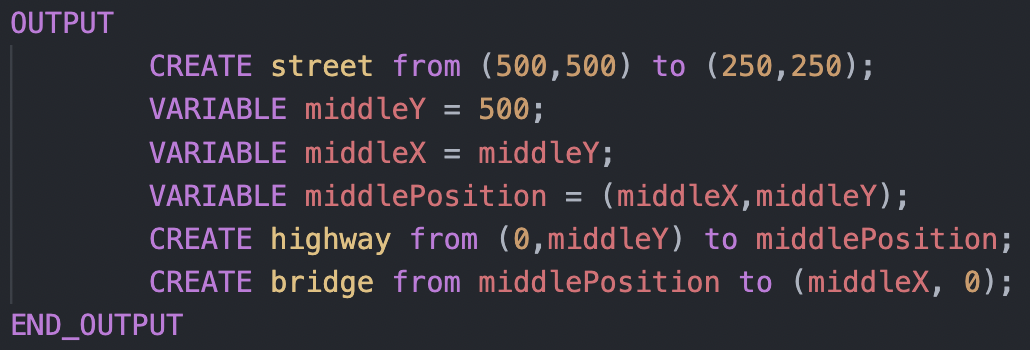 OUTPUT
CREATE street from (500,500) to (250,250);
VARIABLE middleY = 500;
VARIABLE middleX = middleY;
VARIABLE middlePosition = (middleX,middleY);
CREATE highway from (0,middleY) to middlePosition;
CREATE bridge from middlePosition to (middleX, 0);
END_OUTPUT